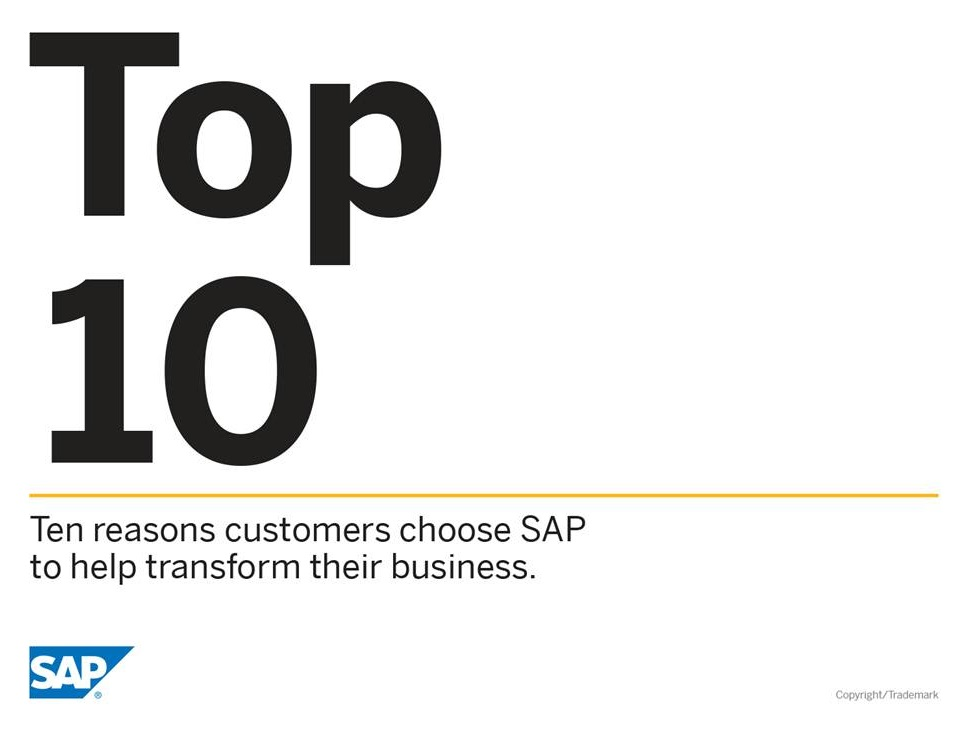 Top
10
Ten reasons customers choose SAP
to help transform their business.
SAP®
Copyright/Trademark